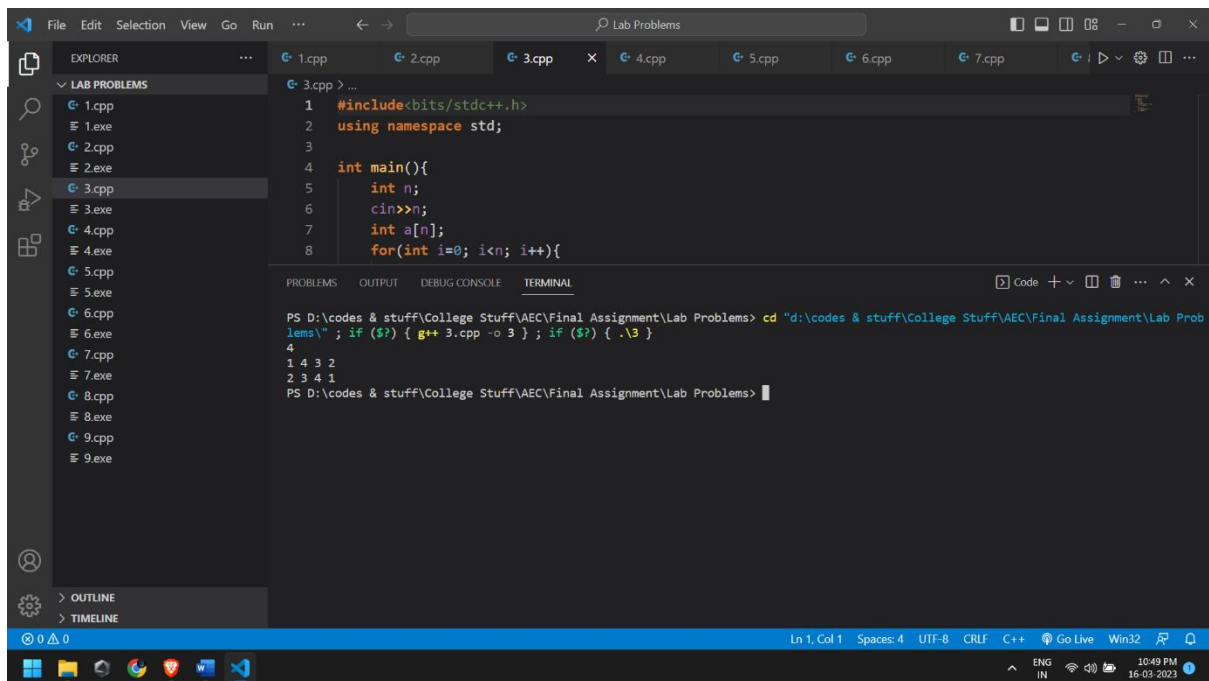 File Edit Selection View Go Run ··· ← → Lab Problems
EXPLORER ···
LAB PROBLEMS
1.cpp
1.exe
2.cpp
2.exe
3.cpp
3.exe
4.cpp
4.exe
5.cpp
5.exe
6.cpp
6.exe
7.cpp
7.exe
8.cpp
8.exe
9.cpp
9.exe
OUTLINE
TIMELINE
1.cpp 2.cpp 3.cpp × 4.cpp 5.cpp 6.cpp 7.cpp
3.cpp > ...
1 #include<bits/stdc++.h>
2 using namespace std;
3
4 int main(){
5 int n;
6 cin>>n;
7 int a[n];
8 for(int i=0; i<n; i++){
PROBLEMS OUTPUT DEBUG CONSOLE TERMINAL Code
PS D:\codes & stuff\College Stuff\AEC\Final Assignment\Lab Problems> cd "d:\codes & stuff\College Stuff\AEC\Final Assignment\Lab Prob
lems\" ; if ($?) { g++ 3.cpp -o 3 } ; if ($?) { .\3 }
4
1 4 3 2
2 3 4 1
PS D:\codes & stuff\College Stuff\AEC\Final Assignment\Lab Problems>
0 0 Ln 1, Col 1 Spaces: 4 UTF-8 CRLF C++ Go Live Win32
ENG 10:49 PM
IN 16-03-2023 1